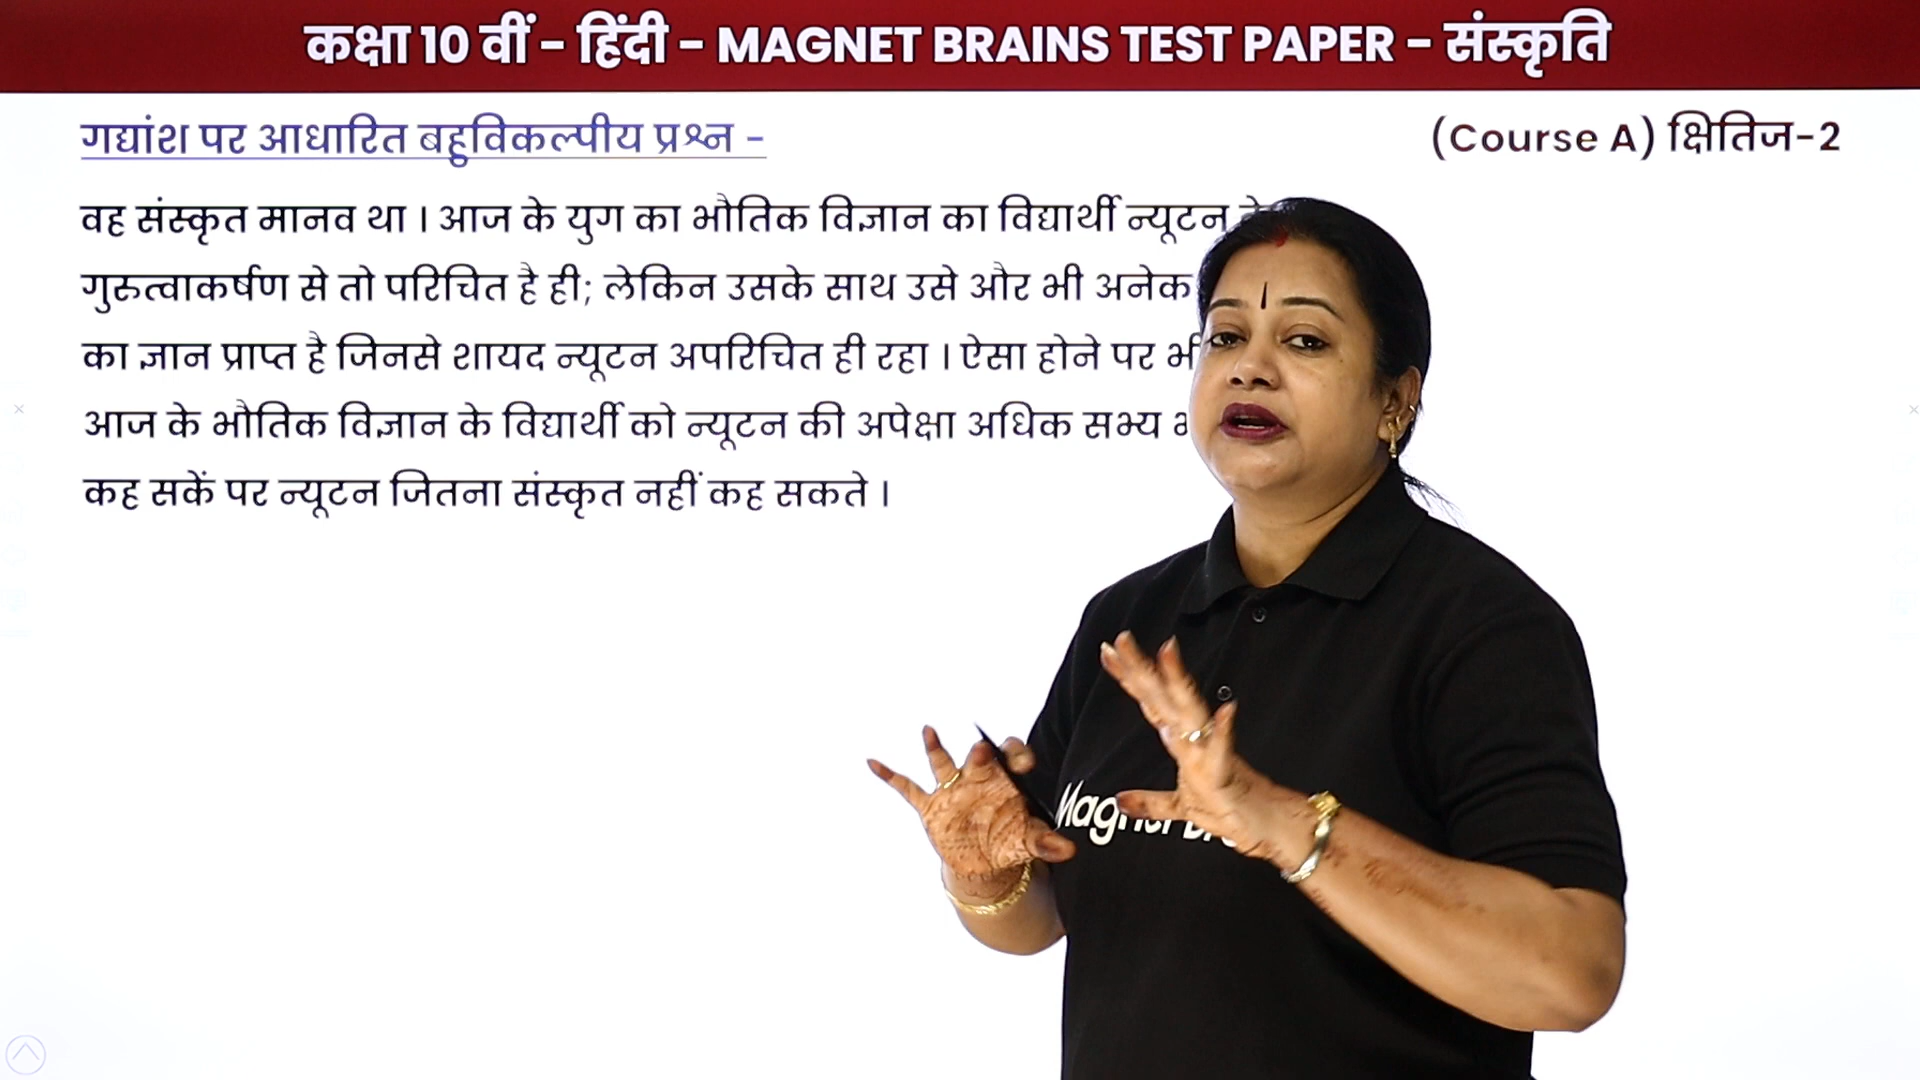 कक्षा 10 वीं - हिंदी - MAGNET BRAINS TEST PAPER - संस्कृति
गद्यांश पर आधारित बहुविकल्पीय प्रश्न -
(Course A) क्षितिज-2
वह संस्कृत मानव था । आज के युग का भौतिक विज्ञान का विद्यार्थी न्यूटन
गुरुत्वाकर्षण से तो परिचित है ही; लेकिन उसके साथ उसे और भी अनेक
का ज्ञान प्राप्त है जिनसे शायद न्यूटन अपरिचित ही रहा । ऐसा होने पर भी
आज के भौतिक विज्ञान के विद्यार्थी को न्यूटन की अपेक्षा अधिक सभ्य
कह सकें पर न्यूटन जितना संस्कृत नहीं कह सकते ।